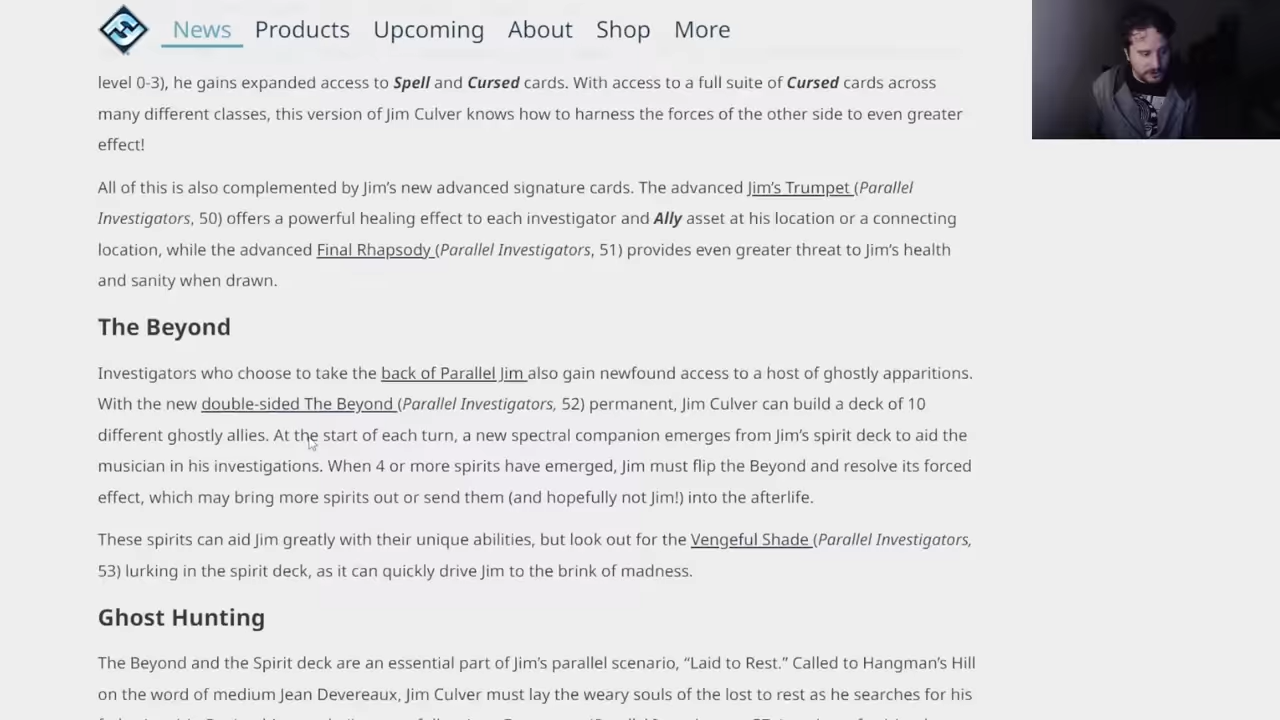 News Products Upcoming About Shop More
level 0-3), he gains expanded access to Spell and Cursed cards. With access to a full suite of Cursed cards across
many different classes, this version of Jim Culver knows how to harness the forces of the other side to even greater
effect!
All of this is also complemented by Jim’s new advanced signature cards. The advanced Jim’s Trumpet (Parallel
Investigators, 50) offers a powerful healing effect to each investigator and Ally asset at his location or a connecting
location, while the advanced Final Rhapsody (Parallel Investigators, 51) provides even greater threat to Jim’s health
and sanity when drawn.
The Beyond
Investigators who choose to take the back of Parallel Jim also gain newfound access to a host of ghostly apparitions.
With the new double-sided The Beyond (Parallel Investigators, 52) permanent, Jim Culver can build a deck of 10
different ghostly allies. At the start of each turn, a new spectral companion emerges from Jim’s spirit deck to aid the
musician in his investigations. When 4 or more spirits have emerged, Jim must flip the Beyond and resolve its forced
effect, which may bring more spirits out or send them (and hopefully not Jim!) into the afterlife.
These spirits can aid Jim greatly with their unique abilities, but look out for the Vengeful Shade (Parallel Investigators,
53) lurking in the spirit deck, as it can quickly drive Jim to the brink of madness.
Ghost Hunting
The Beyond and the Spirit deck are an essential part of Jim’s parallel scenario, “Laid to Rest.” Called to Hangman’s Hill
on the word of medium Jean Devereaux, Jim Culver must lay the weary souls of the lost to rest as he searches for his